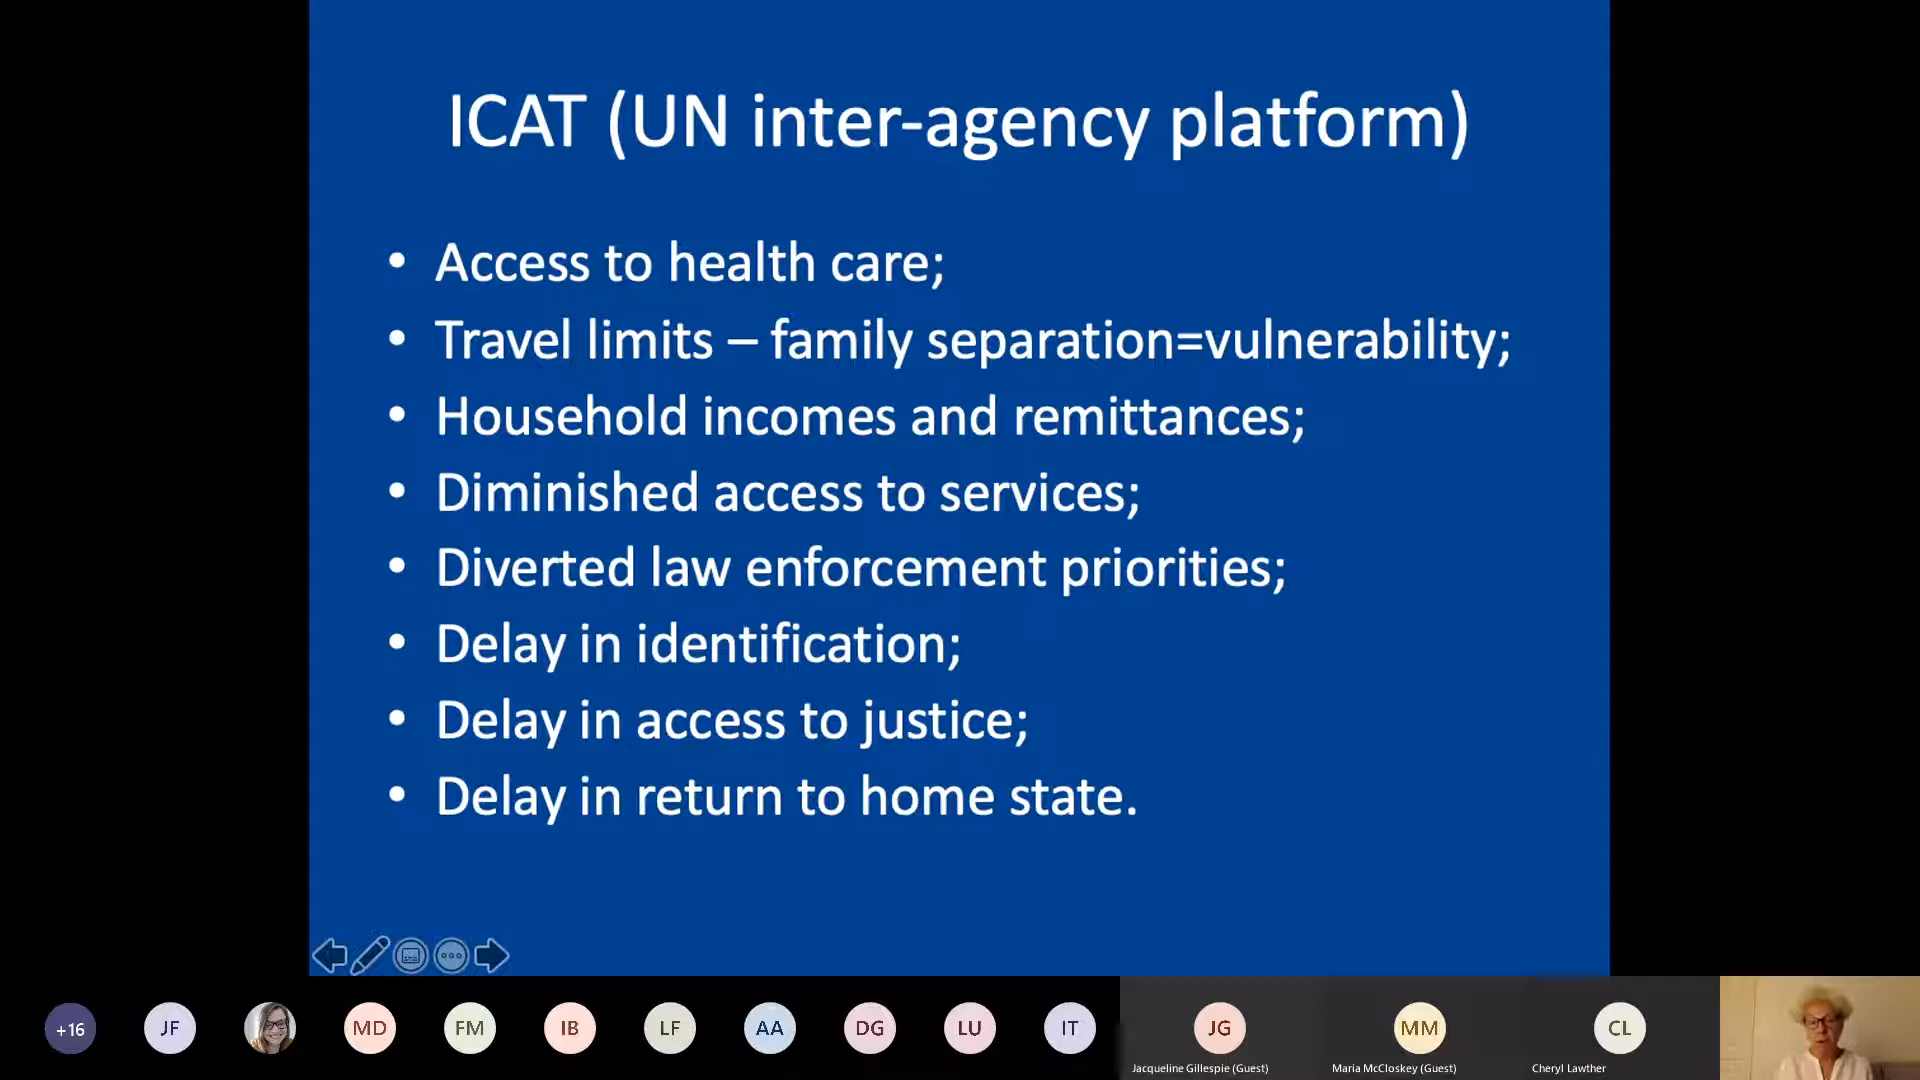 ICAT (UN inter-agency platform)
• Access to health care;
• Travel limits – family separation=vulnerability;
• Household incomes and remittances;
• Diminished access to services;
• Diverted law enforcement priorities;
• Delay in identification;
• Delay in access to justice;
• Delay in return to home state.
+16 JF MD FM IB LF AA DG LU IT JG MM CL
Jacqueline Gillespie (Guest) Maria McCloskey (Guest) Cheryl Lawther